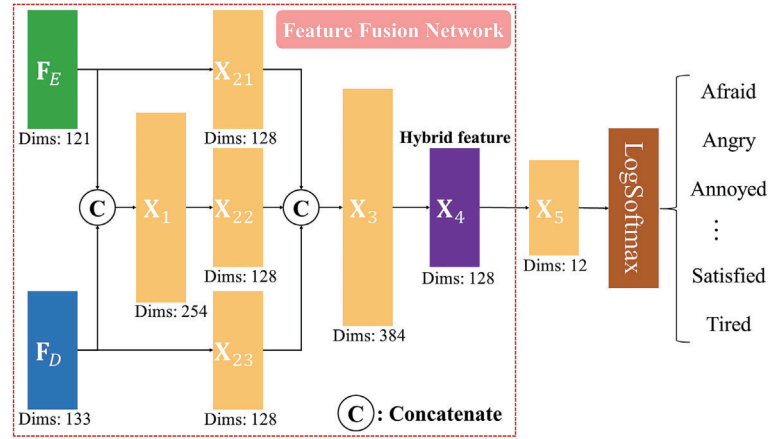 Feature Fusion Network
F_E
Dims: 121
X_21
Dims: 128
Hybrid feature
C
X_1
Dims: 254
X_22
Dims: 128
C
X_3
Dims: 384
X_4
Dims: 128
X_5
Dims: 12
LogSoftmax
Afraid
Angry
Annoyed
⋮
Satisfied
Tired
F_D
Dims: 133
X_23
Dims: 128
C : Concatenate